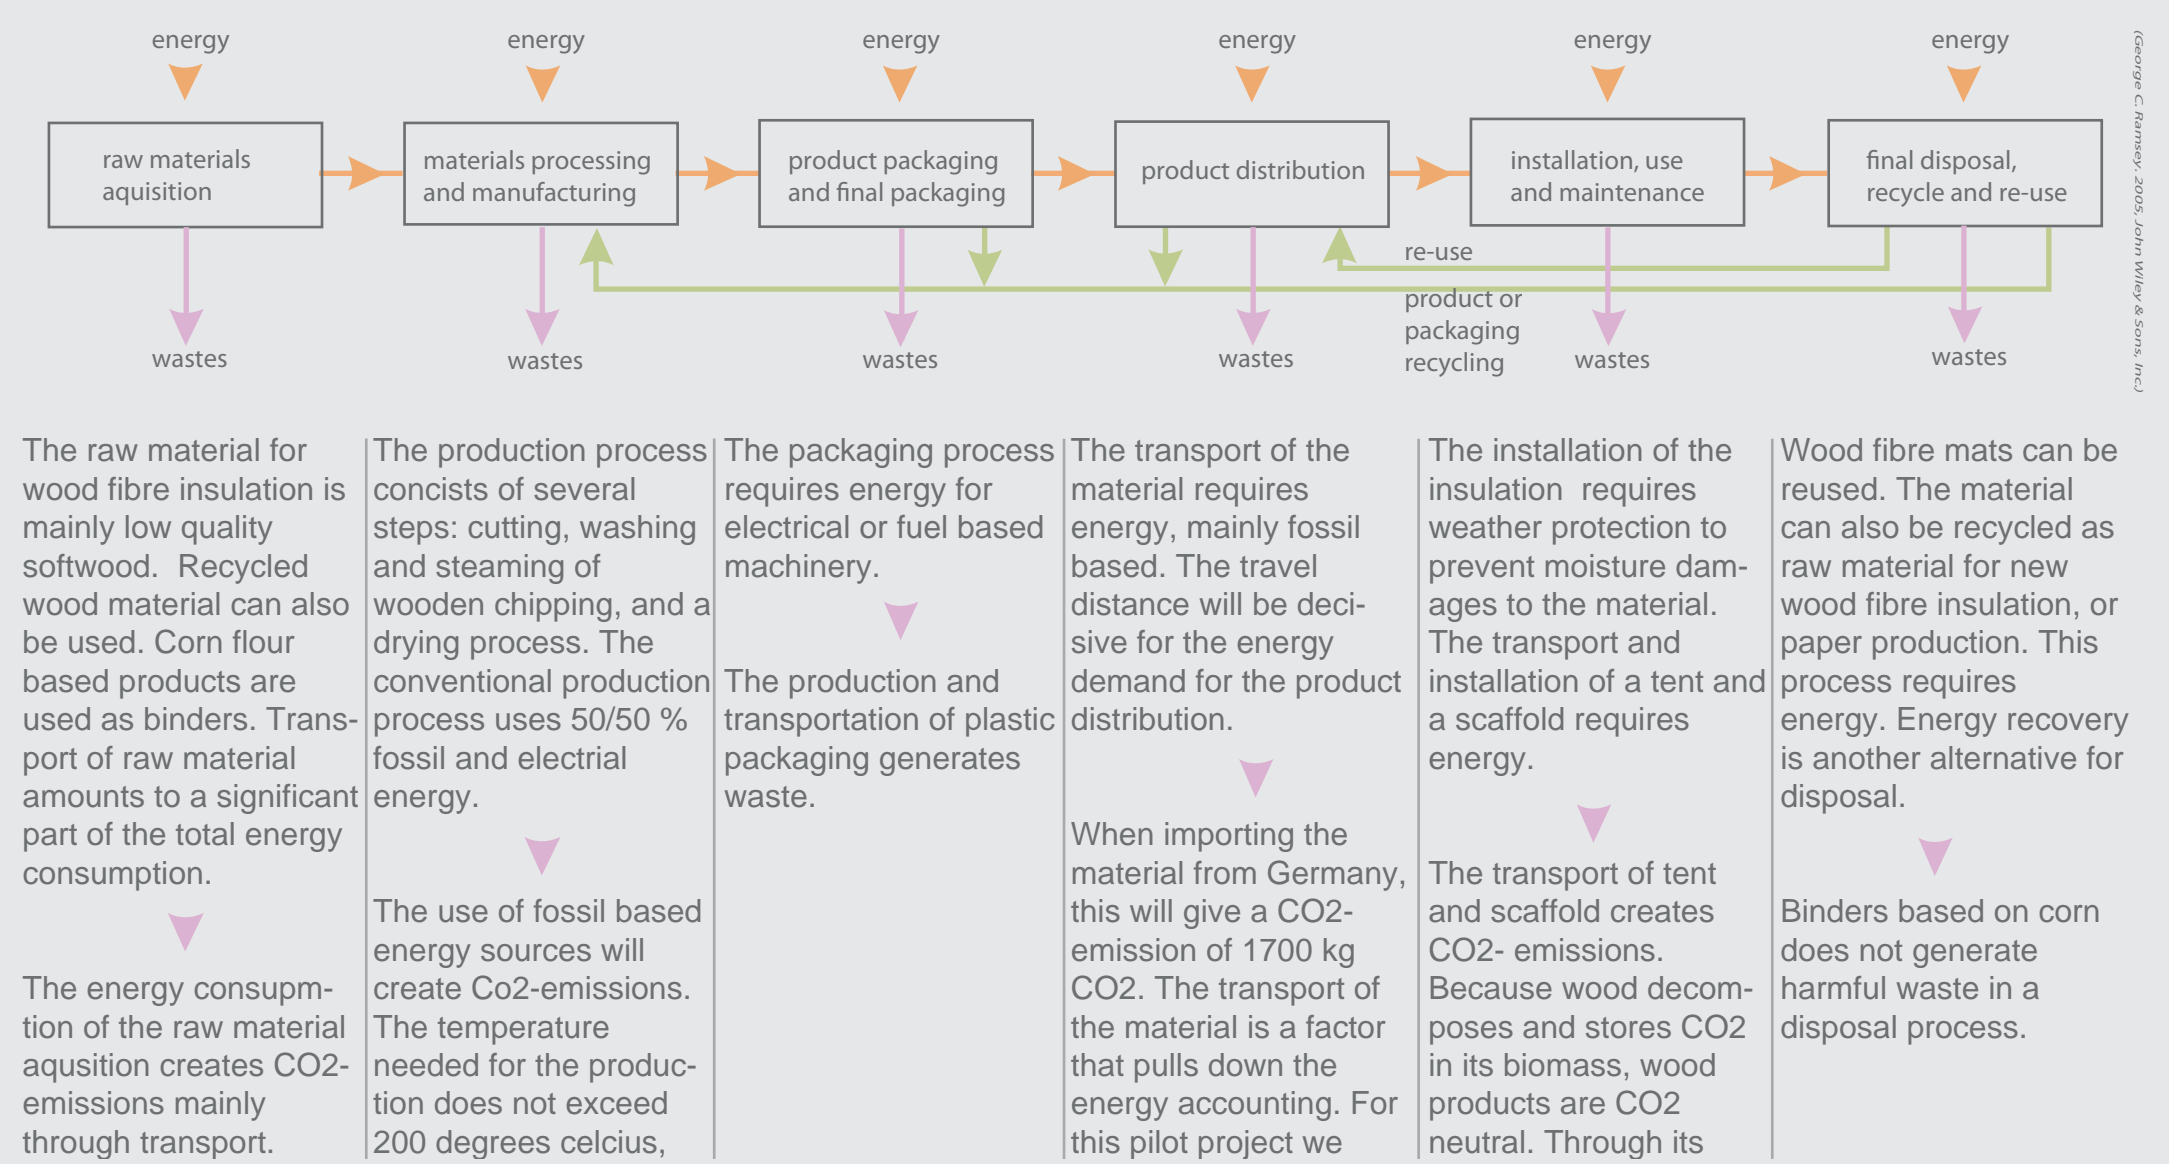 energy
energy
energy
energy
energy
energy
raw materials
aquisition
materials processing
and manufacturing
product packaging
and final packaging
product distribution
installation, use
and maintenance
final disposal,
recycle and re-use
re-use
product or
packaging
recycling
wastes
wastes
wastes
wastes
wastes
wastes
(George C. Ramsey. 2005, John Wiley & Sons, Inc.)
The raw material for
wood fibre insulation is
mainly low quality
softwood.  Recycled
wood material can also
be used. Corn flour
based products are
used as binders. Trans-
port of raw material
amounts to a significant
part of the total energy
consumption.
The energy consupm-
tion of the raw material
aqusition creates CO2-
emissions mainly
through transport.
The production process
concists of several
steps: cutting, washing
and steaming of
wooden chipping, and a
drying process. The
conventional production
process uses 50/50 %
fossil and electrial
energy.
The use of fossil based
energy sources will
create Co2-emissions.
The temperature
needed for the produc-
tion does not exceed
200 degrees celcius,
The packaging process
requires energy for
electrical or fuel based
machinery.
The production and
transportation of plastic
packaging generates
waste.
The transport of the
material requires
energy, mainly fossil
based. The travel
distance will be deci-
sive for the energy
demand for the product
distribution.
When importing the
material from Germany,
this will give a CO2-
emission of 1700 kg
CO2. The transport of
the material is a factor
that pulls down the
energy accounting. For
this pilot project we
The installation of the
insulation  requires
weather protection to
prevent moisture dam-
ages to the material.
The transport and
installation of a tent and
a scaffold requires
energy.
The transport of tent
and scaffold creates
CO2- emissions.
Because wood decom-
poses and stores CO2
in its biomass, wood
products are CO2
neutral. Through its
Wood fibre mats can be
reused. The material
can also be recycled as
raw material for new
wood fibre insulation, or
paper production. This
process requires
energy. Energy recovery
is another alternative for
disposal.
Binders based on corn
does not generate
harmful waste in a
disposal process.